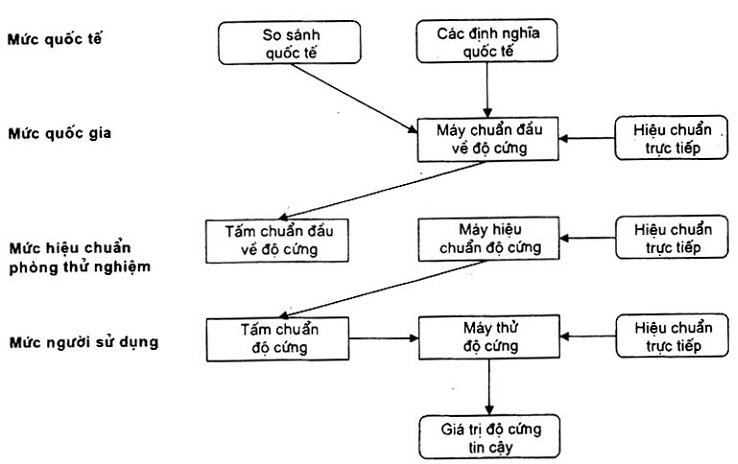 Mức quốc tế
So sánh
quốc tế
Các định nghĩa
quốc tế
Mức quốc gia
Máy chuẩn đầu
về độ cứng
Hiệu chuẩn
trực tiếp
Mức hiệu chuẩn
phòng thử nghiệm
Tấm chuẩn đầu
về độ cứng
Máy hiệu
chuẩn độ cứng
Hiệu chuẩn
trực tiếp
Mức người sử dụng
Tấm chuẩn
độ cứng
Máy thử
độ cứng
Hiệu chuẩn
trực tiếp
Giá trị độ cứng
tin cậy